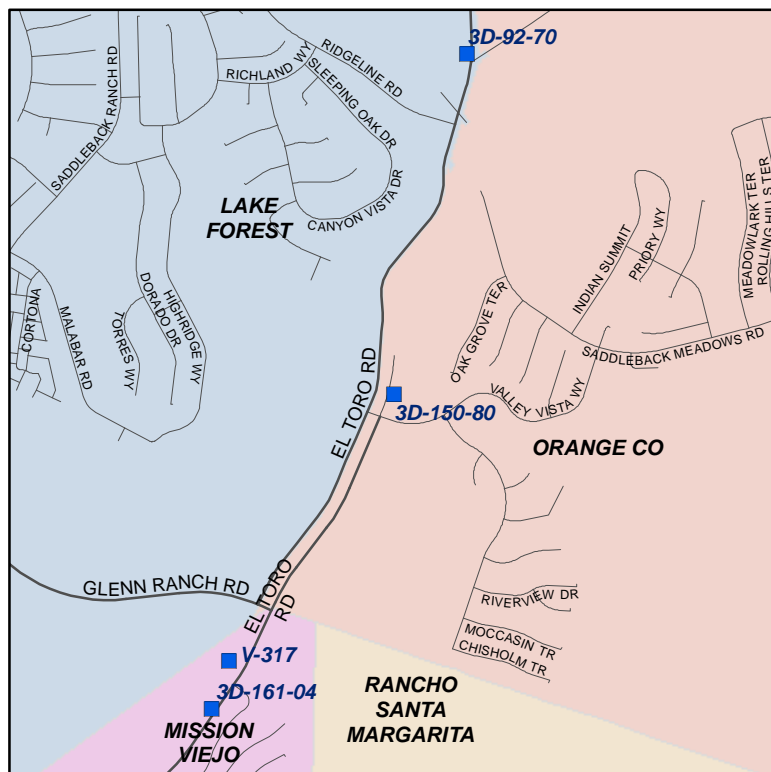 3D-92-70
RIDGELINE RD
RICHLAND WY
SLEEPING OAK DR
SADDLEBACK RANCH RD
CANYON VISTA DR
LAKE
FOREST
MEADOWLARK TER
ROLLING HILLS TER
PRIORY WY
INDIAN SUMMIT
SADDLEBACK MEADOWS RD
OAK GROVE TER
VALLEY VISTA WY
CORTONA
MALABAR RD
TORRES WY
DORADO DR
HIGHRIDGE WY
EL TORO RD
3D-150-80
ORANGE CO
GLENN RANCH RD
EL TORO
RD
RIVERVIEW DR
MOCCASIN TR
CHISHOLM TR
V-317
3D-161-04
MISSION
VIEJO
RANCHO
SANTA
MARGARITA